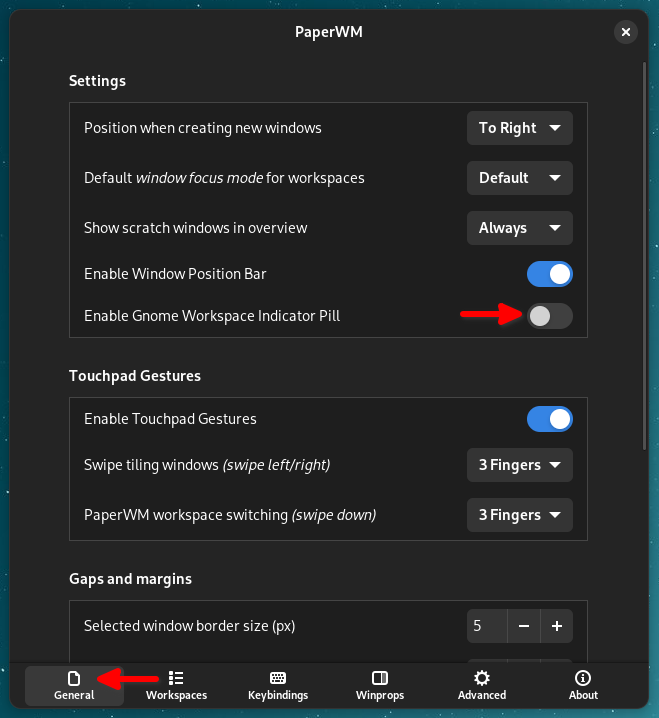 PaperWM
Settings
Position when creating new windows
To Right
Default window focus mode for workspaces
Default
Show scratch windows in overview
Always
Enable Window Position Bar
Enable Gnome Workspace Indicator Pill
Touchpad Gestures
Enable Touchpad Gestures
Swipe tiling windows (swipe left/right)
3 Fingers
PaperWM workspace switching (swipe down)
3 Fingers
Gaps and margins
Selected window border size (px)
5
General
Workspaces
Keybindings
Winprops
Advanced
About